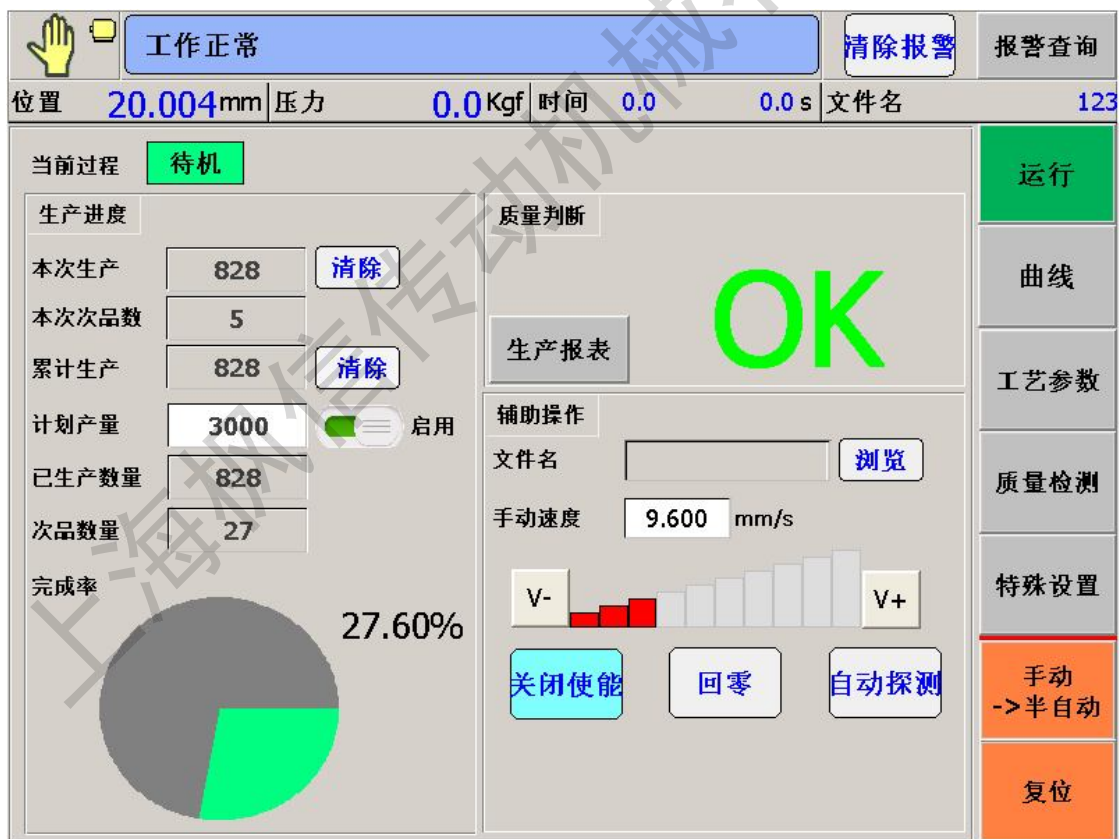 工作正常
清除报警
报警查询
位置 20.004 mm 压力 0.0 Kgf 时间 0.0 0.0 s 文件名 123
当前过程 待机
生产进度
本次生产 828 清除
本次次品数 5
累计生产 828 清除
计划产量 3000 启用
已生产数量 828
次品数量 27
完成率
27.60%
质量判断
OK
生产报表
辅助操作
文件名 浏览
手动速度 9.600 mm/s
V- V+
关闭使能 回零 自动探测
运行
曲线
工艺参数
质量检测
特殊设置
手动
->半自动
复位
上海枫信传动机械